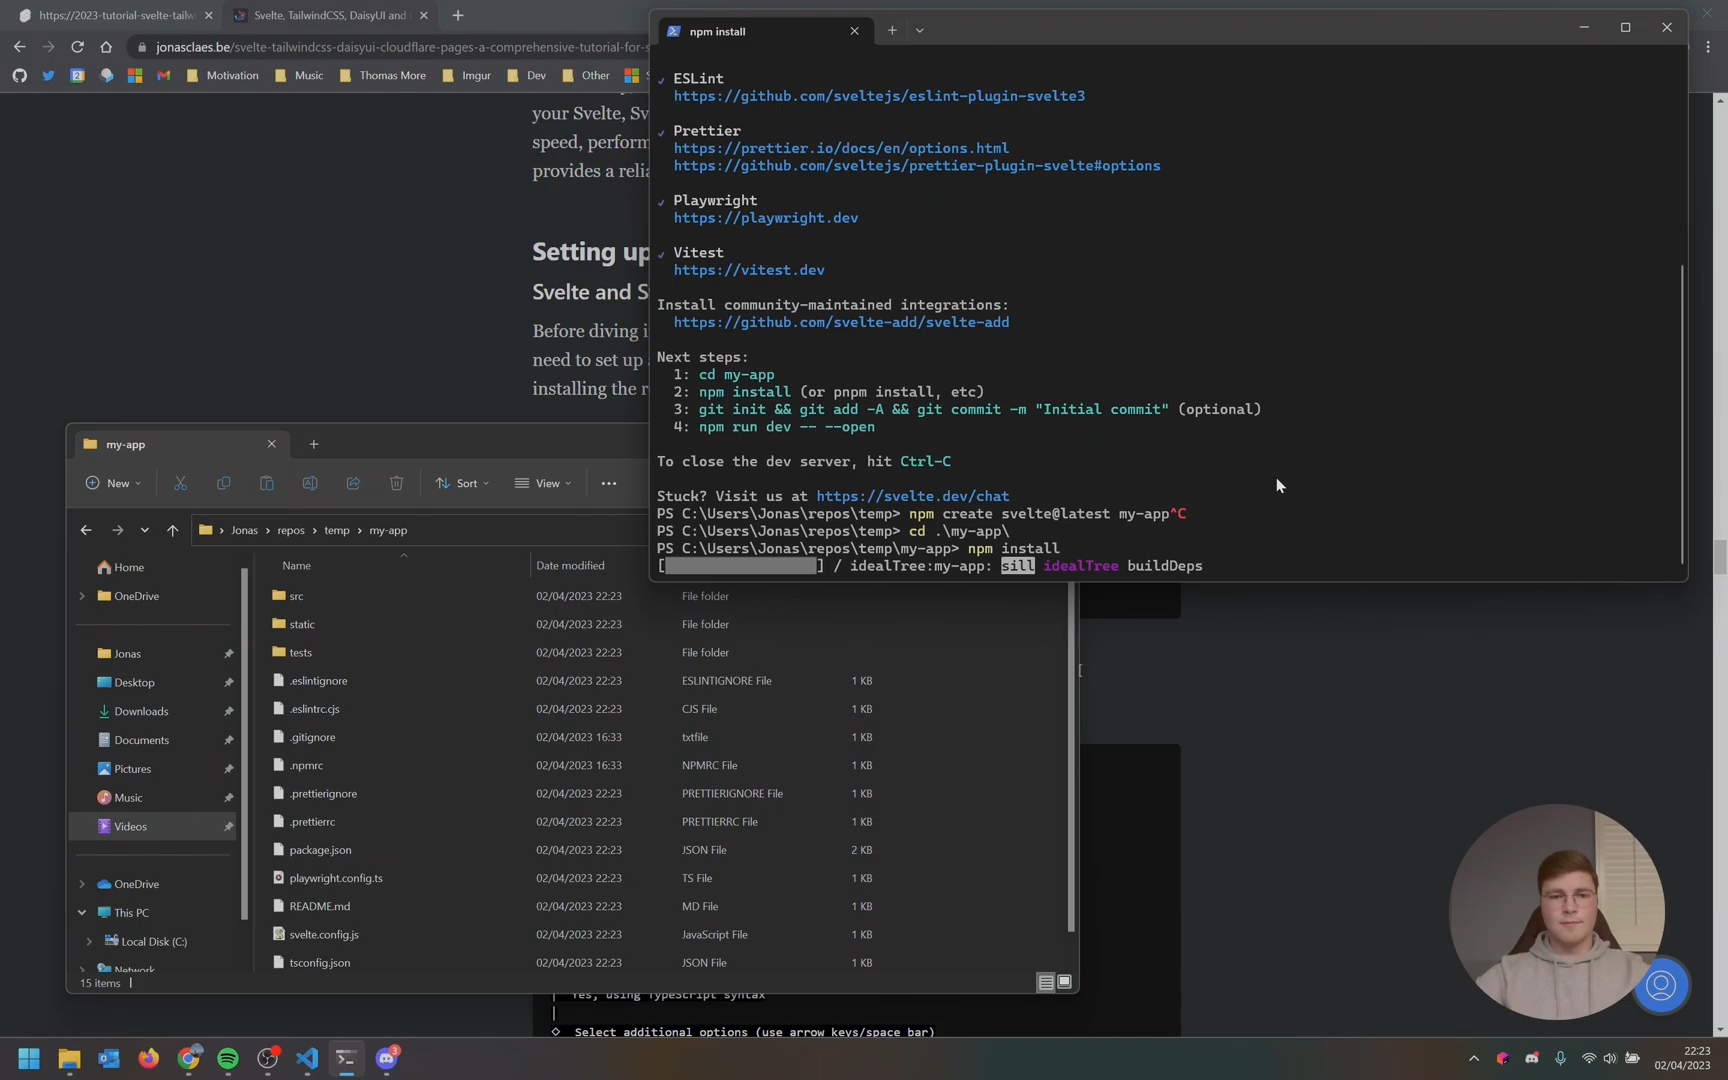 https://2023-tutorial-svelte-tailw
Svelte, TailwindCSS, DaisyUI and
jonasclaes.be/svelte-tailwindcss-daisyui-cloudflare-pages-a-comprehensive-tutorial-for-s
Motivation
Music
Thomas More
Imgur
Dev
Other
your Svelte, Sv
speed, perform
provides a relia
Setting up
Svelte and S
Before diving i
need to set up
installing the r
npm install
ESLint
https://github.com/sveltejs/eslint-plugin-svelte3
Prettier
https://prettier.io/docs/en/options.html
https://github.com/sveltejs/prettier-plugin-svelte#options
Playwright
https://playwright.dev
Vitest
https://vitest.dev
Install community-maintained integrations:
https://github.com/svelte-add/svelte-add
Next steps:
1: cd my-app
2: npm install (or pnpm install, etc)
3: git init && git add -A && git commit -m "Initial commit" (optional)
4: npm run dev -- --open
To close the dev server, hit Ctrl-C
Stuck? Visit us at https://svelte.dev/chat
PS C:\Users\Jonas\repos\temp> npm create svelte@latest my-app^C
PS C:\Users\Jonas\repos\temp> cd .\my-app\
PS C:\Users\Jonas\repos\temp\my-app> npm install
[ ] / idealTree:my-app: sill idealTree buildDeps
my-app
New
Sort
View
Jonas > repos > temp > my-app
Home
OneDrive
Jonas
Desktop
Downloads
Documents
Pictures
Music
Videos
OneDrive
This PC
Local Disk (C:)
Network
Name Date modified
src 02/04/2023 22:23 File folder
static 02/04/2023 22:23 File folder
tests 02/04/2023 22:23 File folder
.eslintignore 02/04/2023 22:23 ESLINTIGNORE File 1 KB
.eslintrc.cjs 02/04/2023 22:23 CJS File 1 KB
.gitignore 02/04/2023 16:33 txtfile 1 KB
.npmrc 02/04/2023 16:33 NPMRC File 1 KB
.prettierignore 02/04/2023 22:23 PRETTIERIGNORE File 1 KB
.prettierrc 02/04/2023 22:23 PRETTIERRC File 1 KB
package.json 02/04/2023 22:23 JSON File 2 KB
playwright.config.ts 02/04/2023 22:23 TS File 1 KB
README.md 02/04/2023 22:23 MD File 1 KB
svelte.config.js 02/04/2023 22:23 JavaScript File 1 KB
tsconfig.json 02/04/2023 22:23 JSON File 1 KB
15 items
Yes, using TypeScript syntax
Select additional options (use arrow keys/space bar)
22:23
02/04/2023